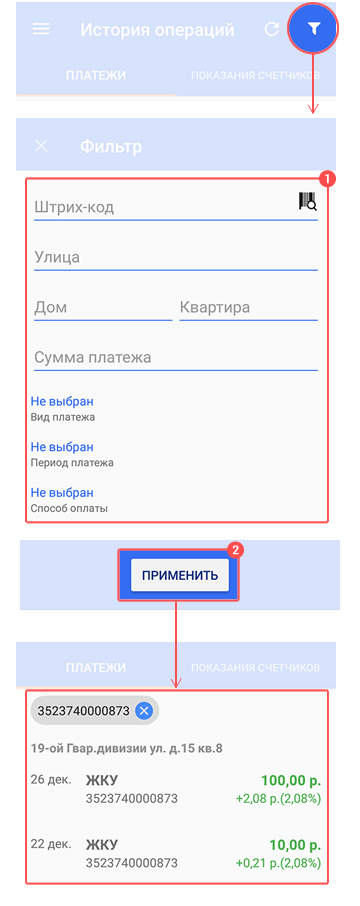 История операций
ПЛАТЕЖИ ПОКАЗАНИЯ СЧЕТЧИКОВ
Фильтр
1
Штрих-код
Улица
Дом Квартира
Сумма платежа
Не выбран
Вид платежа
Не выбран
Период платежа
Не выбран
Способ оплаты
2
ПРИМЕНИТЬ
ПЛАТЕЖИ ПОКАЗАНИЯ СЧЕТЧИКОВ
3523740000873
19-ой Гвар.дивизии ул. д.15 кв.8
26 дек. ЖКУ 100,00 р.
3523740000873 +2,08 р.(2,08%)
22 дек. ЖКУ 10,00 р.
3523740000873 +0,21 р.(2,08%)